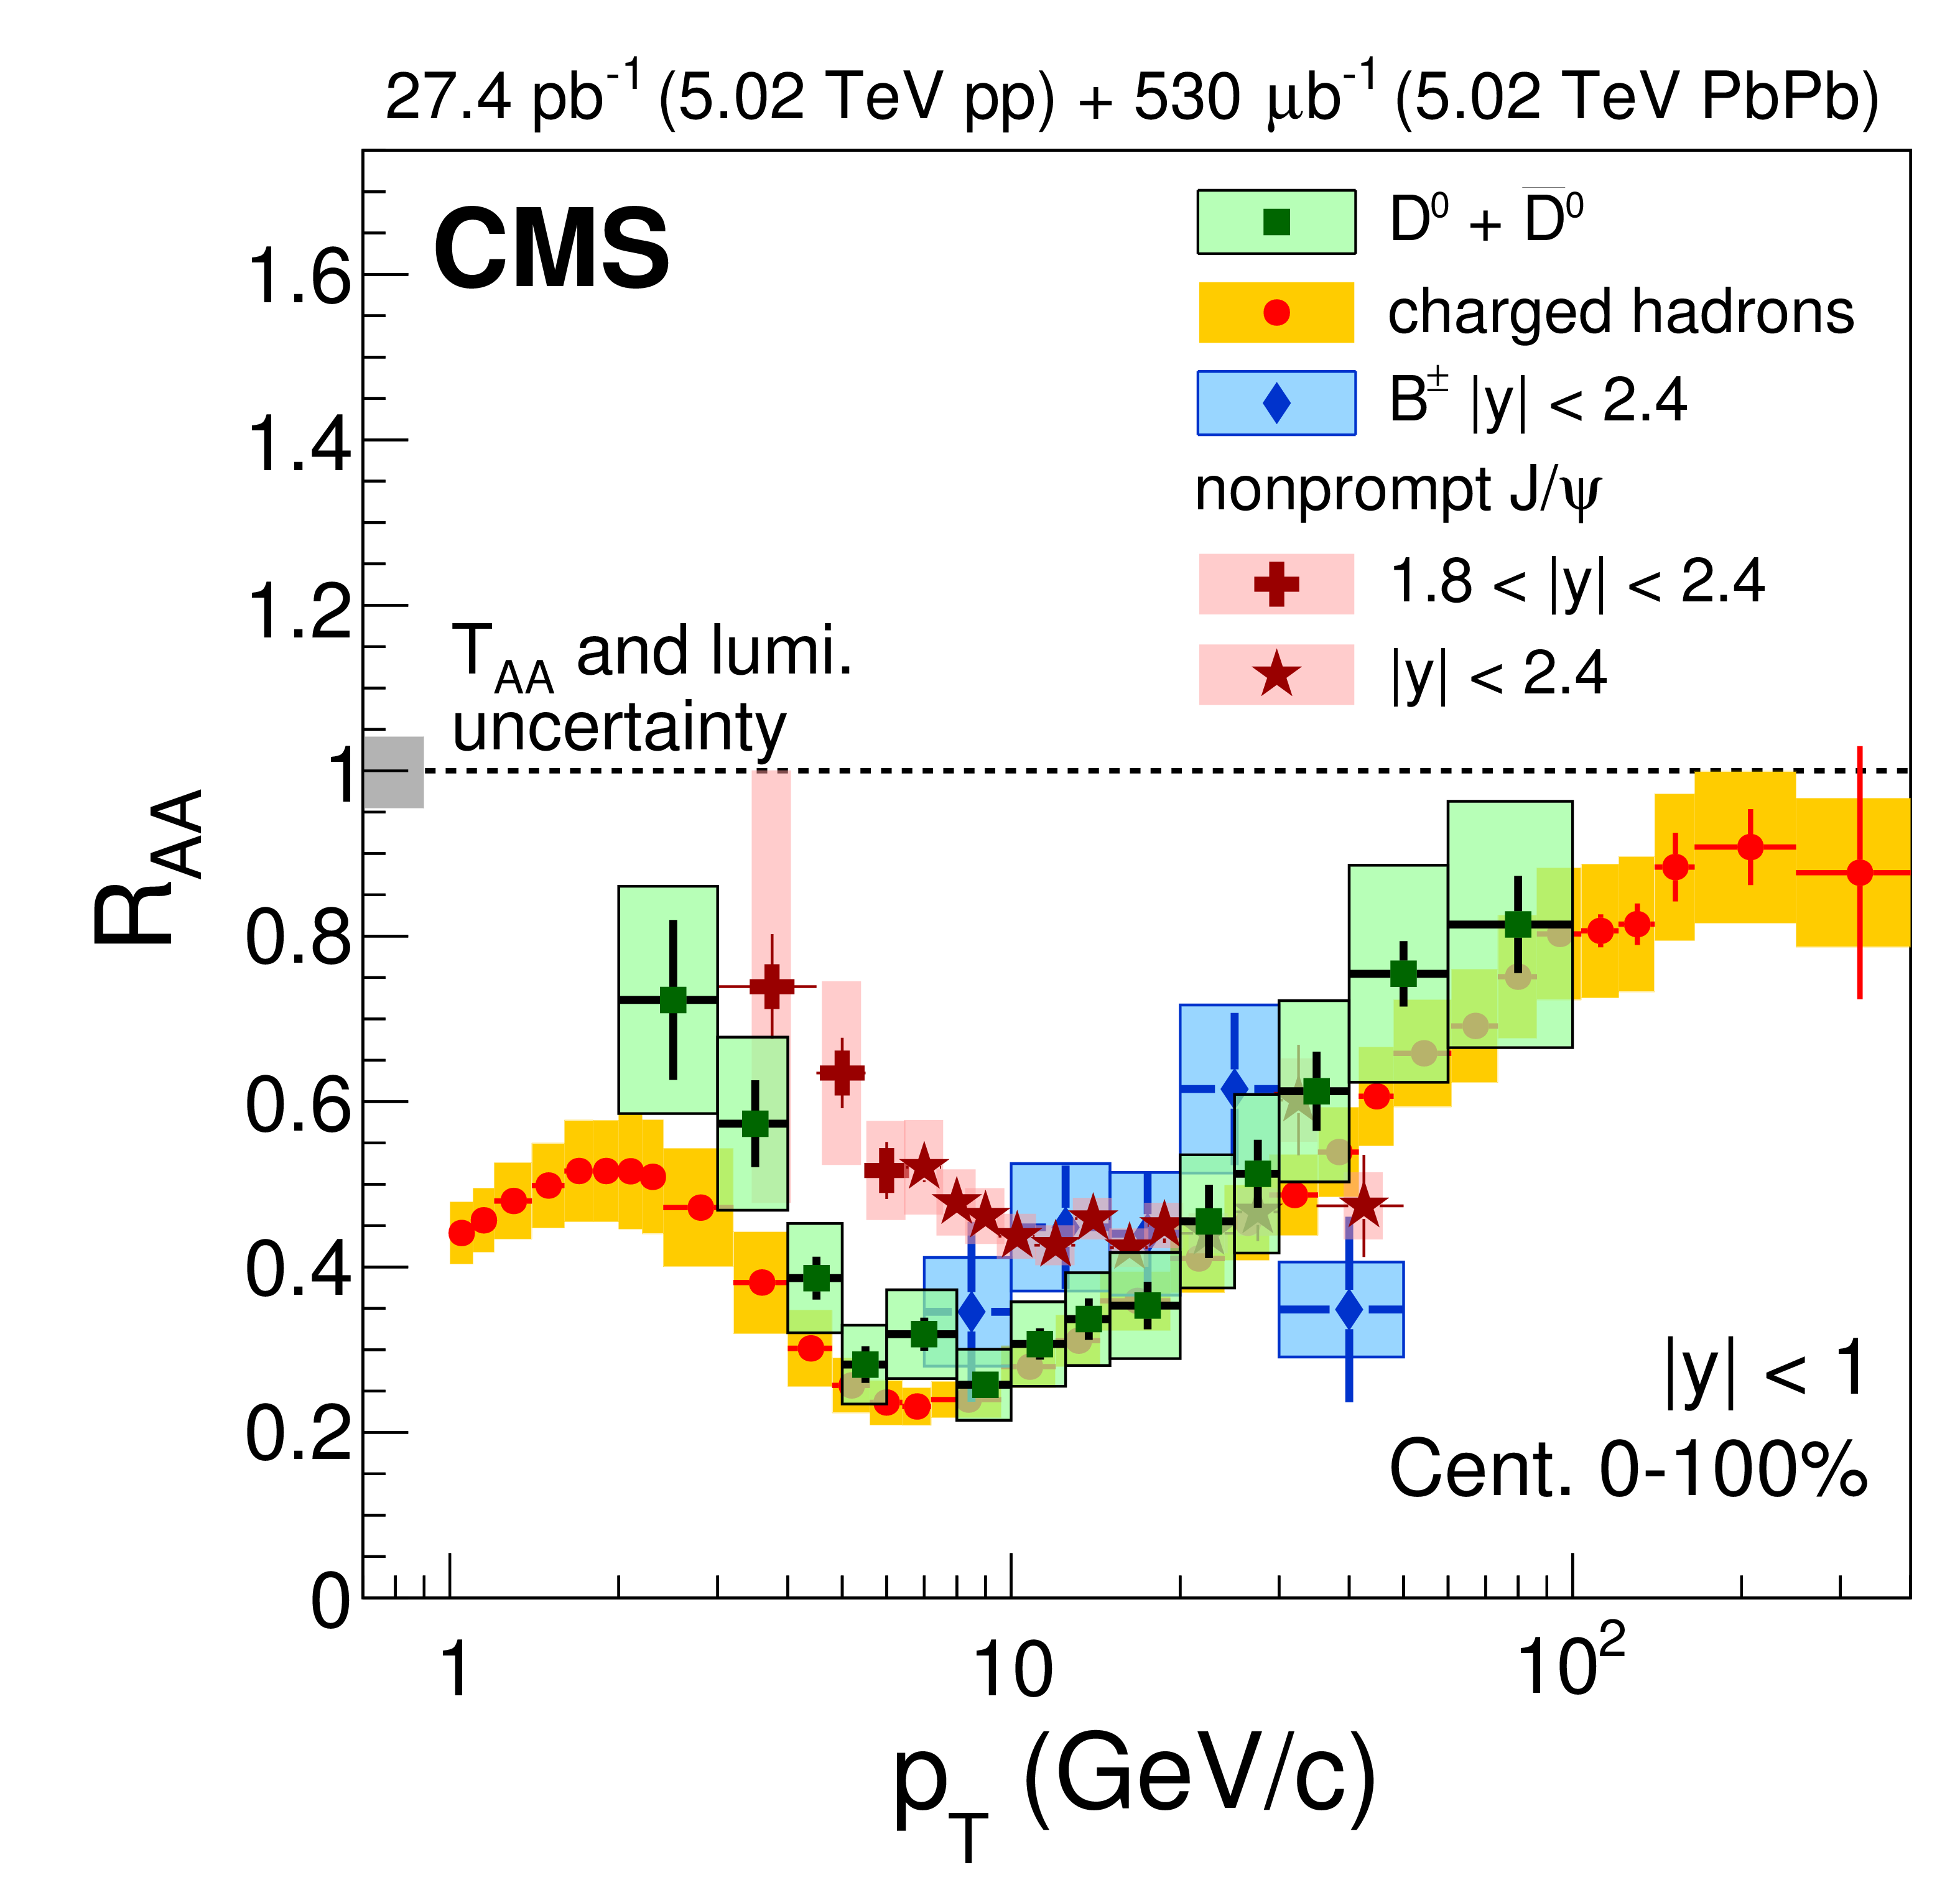 27.4 pb⁻¹ (5.02 TeV pp) + 530 μb⁻¹ (5.02 TeV PbPb)
CMS
D⁰ + D̅⁰
charged hadrons
B± |y| < 2.4
nonprompt J/ψ
1.8 < |y| < 2.4
|y| < 2.4
T_AA and lumi.
uncertainty
R_AA
1.6
1.4
1.2
1
0.8
0.6
0.4
0.2
0
|y| < 1
Cent. 0-100%
1
10
10²
p_T (GeV/c)